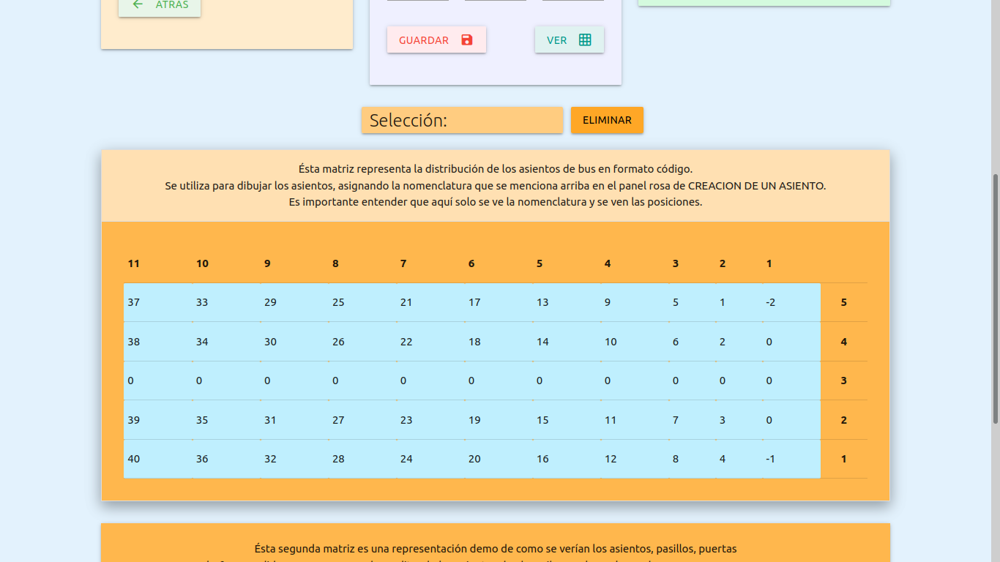 ATRÁS
GUARDAR
VER
Selección:
ELIMINAR
Ésta matriz representa la distribución de los asientos de bus en formato código.
Se utiliza para dibujar los asientos, asignando la nomenclatura que se menciona arriba en el panel rosa de CREACION DE UN ASIENTO.
Es importante entender que aquí solo se ve la nomenclatura y se ven las posiciones.
11 10 9 8 7 6 5 4 3 2 1
37 33 29 25 21 17 13 9 5 1 -2 5
38 34 30 26 22 18 14 10 6 2 0 4
0 0 0 0 0 0 0 0 0 0 0 3
39 35 31 27 23 19 15 11 7 3 0 2
40 36 32 28 24 20 16 12 8 4 -1 1
Ésta segunda matriz es una representación demo de como se verían los asientos, pasillos, puertas